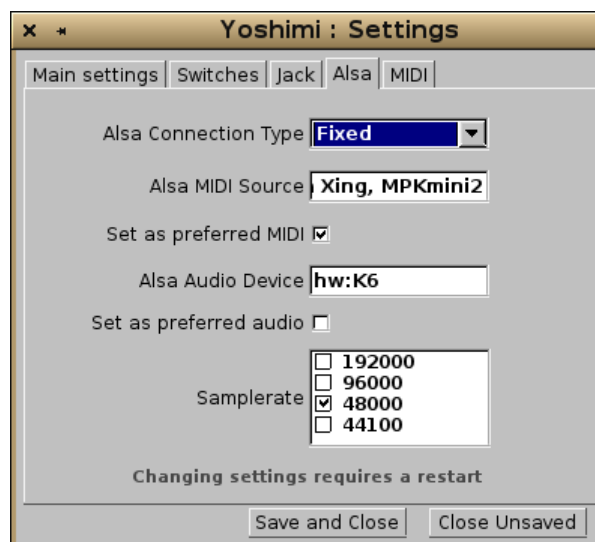 Yoshimi : Settings
Main settings Switches Jack Alsa MIDI
Alsa Connection Type Fixed
Alsa MIDI Source Xing, MPKmini2
Set as preferred MIDI
Alsa Audio Device hw:K6
Set as preferred audio
192000
96000
Samplerate 48000
44100
Changing settings requires a restart
Save and Close Close Unsaved